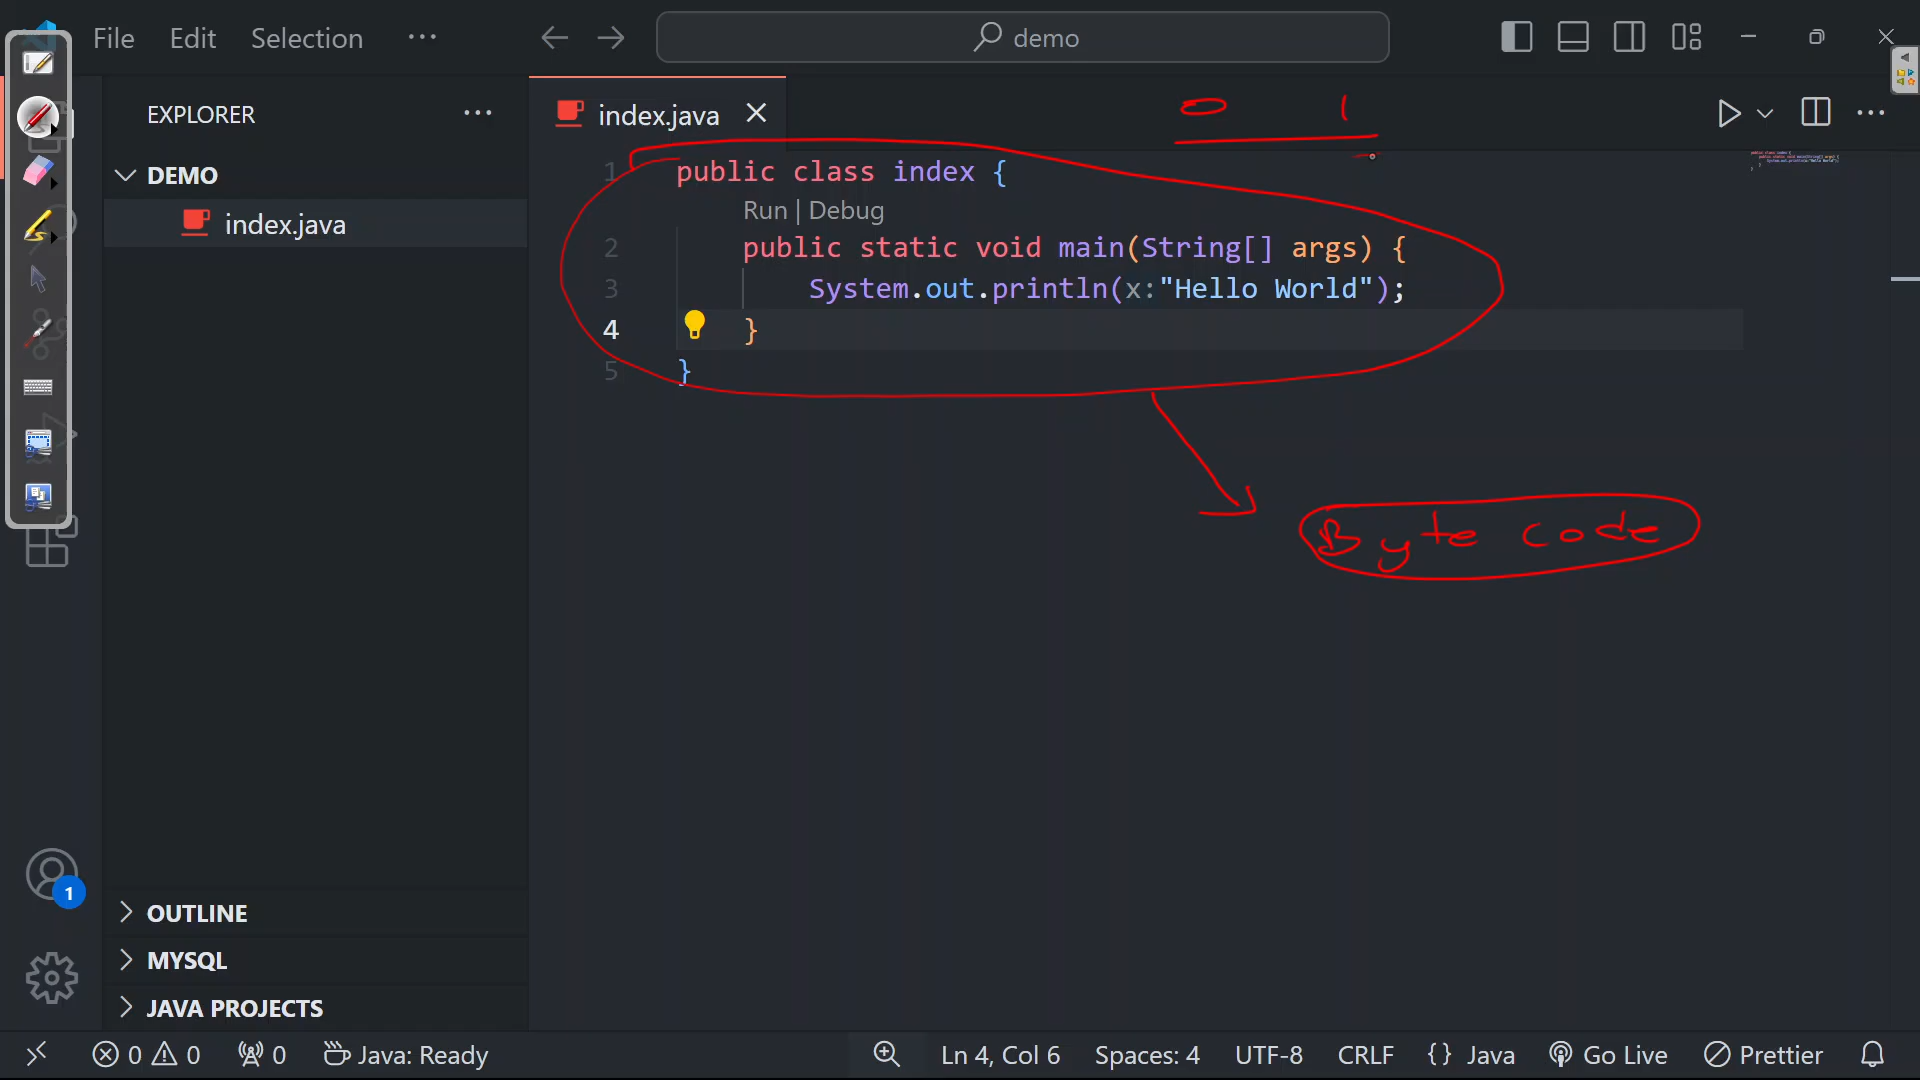 File Edit Selection ··· demo
EXPLORER ···
DEMO
index.java
OUTLINE
MYSQL
JAVA PROJECTS
index.java
0 1
1 public class index {
Run | Debug
2 public static void main(String[] args) {
3 System.out.println(x:"Hello World");
4 }
5 }
Byte code
1
0 0 0 Java: Ready Ln 4, Col 6 Spaces: 4 UTF-8 CRLF {} Java Go Live Prettier